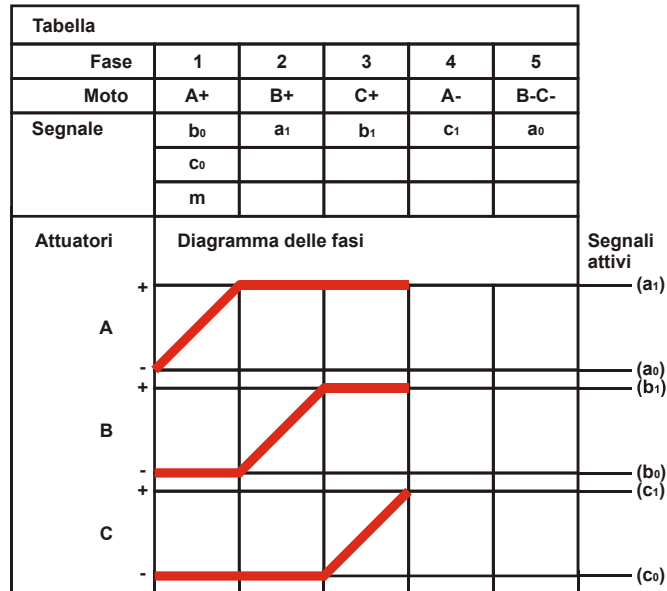 Tabella
Fase 1 2 3 4 5
Moto A+ B+ C+ A- B-C-
Segnale b₀ a₁ b₁ c₁ a₀
c₀
m
Attuatori Diagramma delle fasi Segnali
attivi
+ (a₁)
A
- (a₀)
+ (b₁)
B
- (b₀)
+ (c₁)
C
- (c₀)